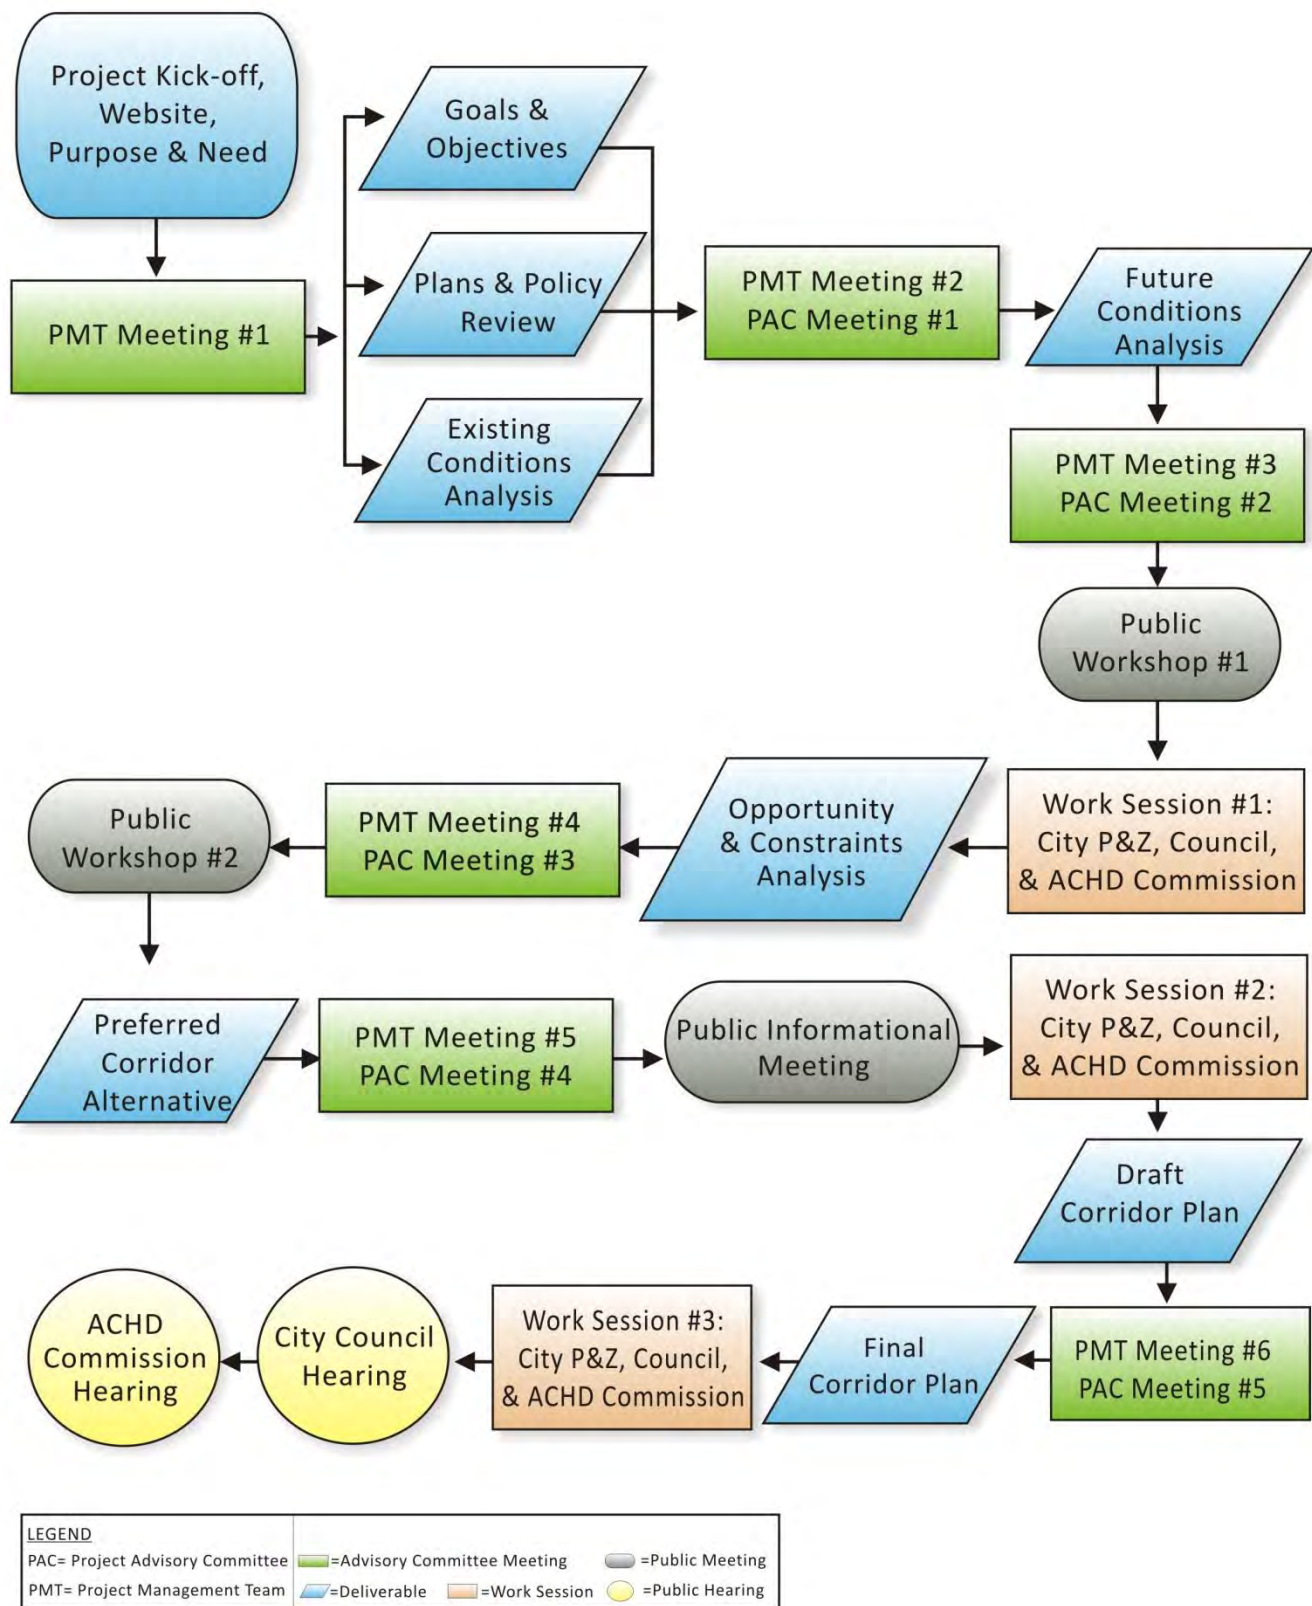 Project Kick-off,
Website,
Purpose & Need
PMT Meeting #1
Goals &
Objectives
Plans & Policy
Review
Existing
Conditions
Analysis
PMT Meeting #2
PAC Meeting #1
Future
Conditions
Analysis
PMT Meeting #3
PAC Meeting #2
Public
Workshop #1
Work Session #1:
City P&Z, Council,
& ACHD Commission
Opportunity
& Constraints
Analysis
PMT Meeting #4
PAC Meeting #3
Public
Workshop #2
Preferred
Corridor
Alternative
PMT Meeting #5
PAC Meeting #4
Public Informational
Meeting
Work Session #2:
City P&Z, Council,
& ACHD Commission
Draft
Corridor Plan
PMT Meeting #6
PAC Meeting #5
Final
Corridor Plan
Work Session #3:
City P&Z, Council,
& ACHD Commission
City Council
Hearing
ACHD
Commission
Hearing
LEGEND
PAC= Project Advisory Committee
PMT= Project Management Team
=Advisory Committee Meeting
=Public Meeting
=Deliverable
=Work Session
=Public Hearing